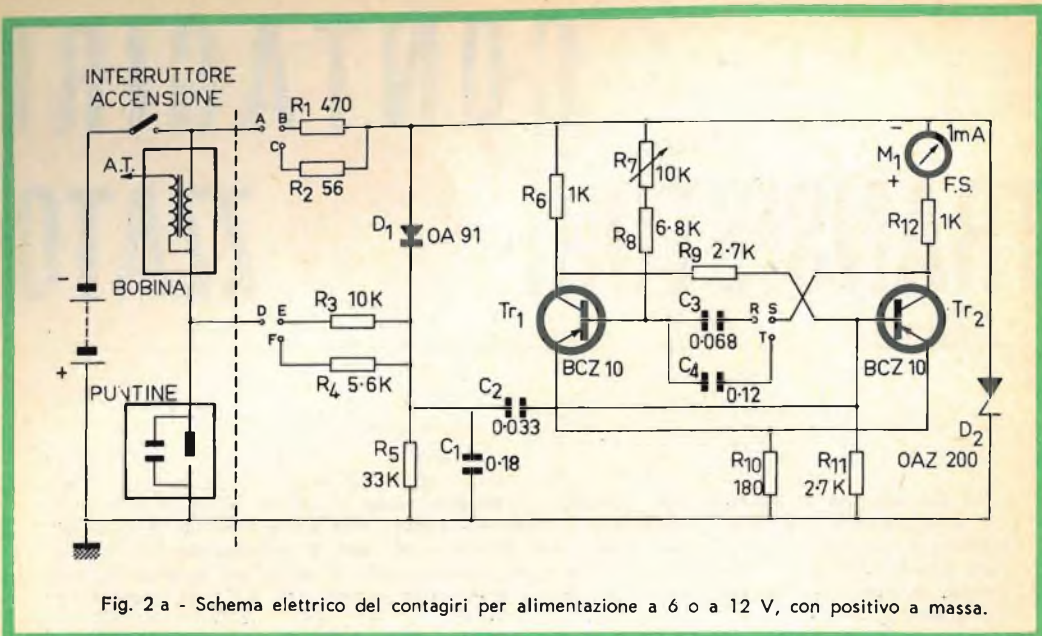 INTERRUTTORE
ACCENSIONE
A.T.
BOBINA
-
+
PUNTINE
A
B
C
R1 470
R2 56
D1 OA 91
D
E
F
R3 10K
R4 5·6K
R5
33K
C1
0·18
C2
0·033
R6
1K
R7
10K
R8
6·8K
R9 2·7K
Tr1
BCZ 10
C3
0·068
R
S
T
C4
0·12
Tr2
BCZ 10
R10
180
R11
2·7K
R12
1K
-
1mA
M1
+
F.S.
D2
OAZ 200
Fig. 2 a - Schema elettrico del contagiri per alimentazione a 6 o a 12 V, con positivo a massa.